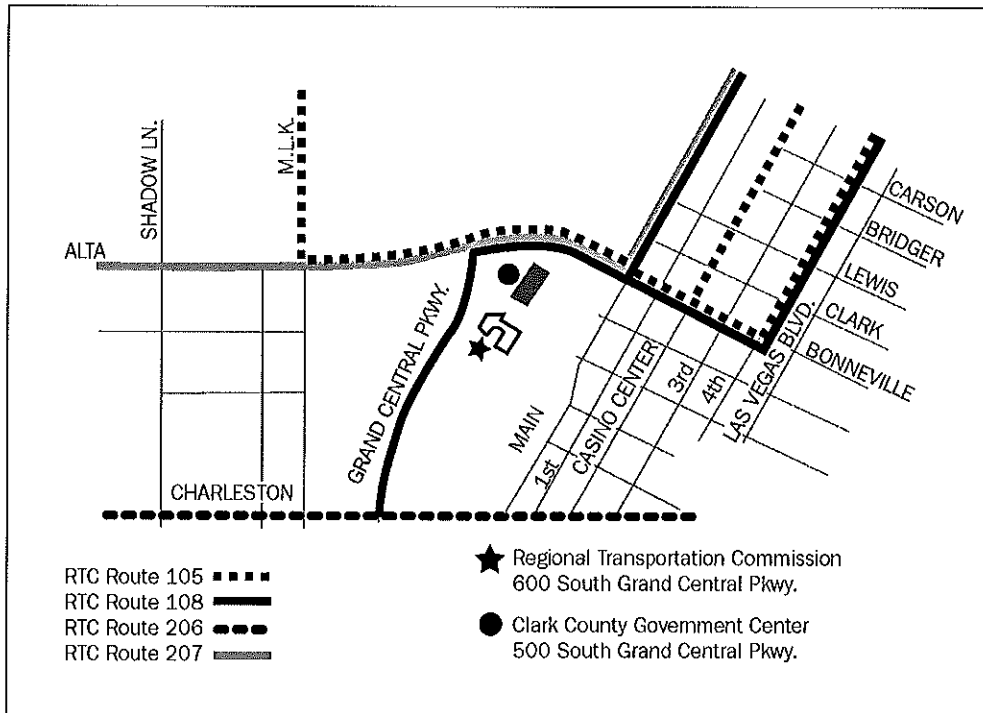 SHADOW LN.
M.L.K.
ALTA
CARSON
BRIDGER
LEWIS
CLARK
BONNEVILLE
GRAND CENTRAL PKWY.
MAIN
1st
CASINO CENTER
3rd
4th
LAS VEGAS BLVD.
CHARLESTON
RTC Route 105
RTC Route 108
RTC Route 206
RTC Route 207
Regional Transportation Commission
600 South Grand Central Pkwy.
Clark County Government Center
500 South Grand Central Pkwy.